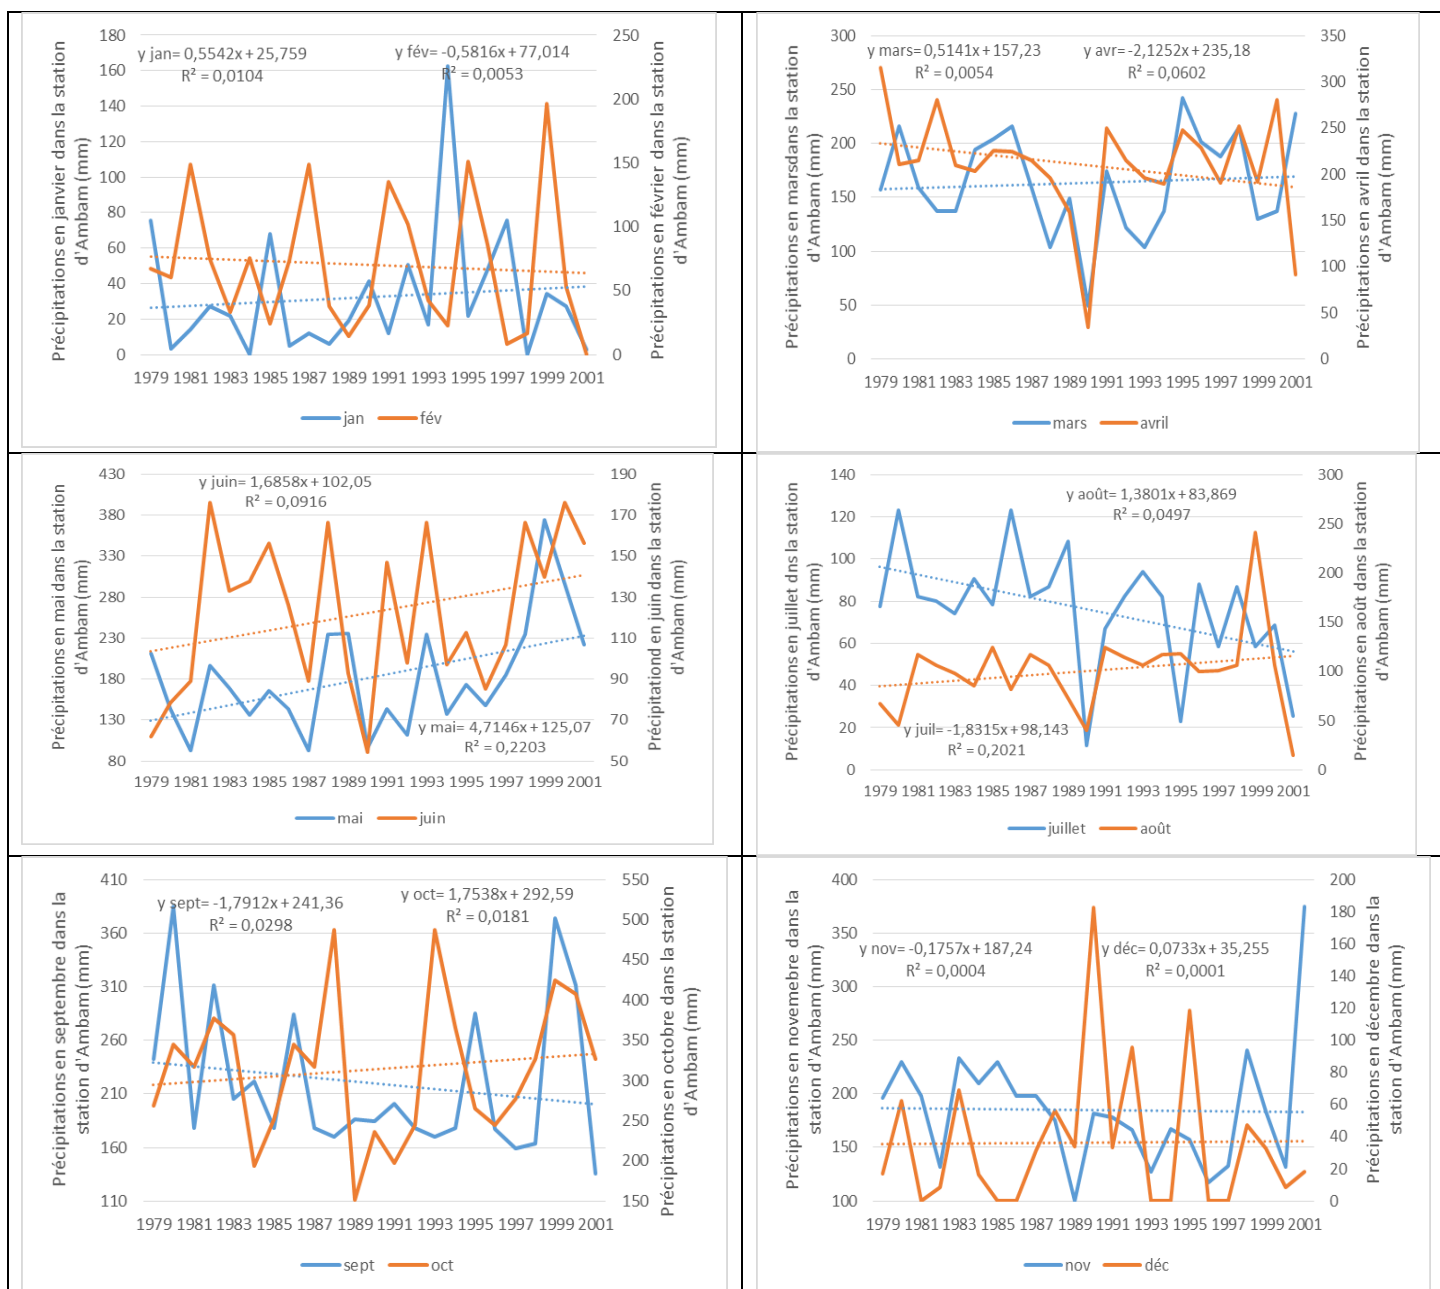 Précipitations en janvier dans la station
d'Ambam (mm)
180
160
140
120
100
80
60
40
20
0
y jan= 0,5542x + 25,759
R² = 0,0104
y fév= -0,5816x + 77,014
R² = 0,0053
250
200
150
100
50
0
Précipitations en février dans la station
d'Ambam (mm)
1979 1981 1983 1985 1987 1989 1991 1993 1995 1997 1999 2001
jan fév
Précipitations en marsdans la station
d'Ambam (mm)
300
250
200
150
100
50
0
y mars= 0,5141x + 157,23
R² = 0,0054
y avr= -2,1252x + 235,18
R² = 0,0602
350
300
250
200
150
100
50
0
Précipitations en avril dans la station
d'Ambam (mm)
1979 1981 1983 1985 1987 1989 1991 1993 1995 1997 1999 2001
mars avril
Précipitations en mai dans la station
d'Ambam (mm)
430
380
330
280
230
180
130
80
y juin= 1,6858x + 102,05
R² = 0,0916
y mai= 4,7146x + 125,07
R² = 0,2203
190
170
150
130
110
90
70
50
Précipitationd en juin dans la station
d'Ambam (mm)
1979 1981 1983 1985 1987 1989 1991 1993 1995 1997 1999 2001
mai juin
Précipitations en juillet dns la station
d'Ambam (mm)
140
120
100
80
60
40
20
0
y août= 1,3801x + 83,869
R² = 0,0497
y juil= -1,8315x + 98,143
R² = 0,2021
300
250
200
150
100
50
0
Précipitations en août dans la station
d'Ambam (mm)
1979 1981 1983 1985 1987 1989 1991 1993 1995 1997 1999 2001
juillet août
Précipitations en septembre dans la
station d'Ambam (mm)
410
360
310
260
210
160
110
y sept= -1,7912x + 241,36
R² = 0,0298
y oct= 1,7538x + 292,59
R² = 0,0181
550
500
450
400
350
300
250
200
150
Précipitations en octobre dans la station
d'Ambam (mm)
1979 1981 1983 1985 1987 1989 1991 1993 1995 1997 1999 2001
sept oct
Précipitations en novemebre dans la
station d'Ambam (mm)
400
350
300
250
200
150
100
y nov= -0,1757x + 187,24
R² = 0,0004
y déc= 0,0733x + 35,255
R² = 0,0001
200
180
160
140
120
100
80
60
40
20
0
Précipitations en décembre dans la
station d'Ambam (mm)
1979 1981 1983 1985 1987 1989 1991 1993 1995 1997 1999 2001
nov déc